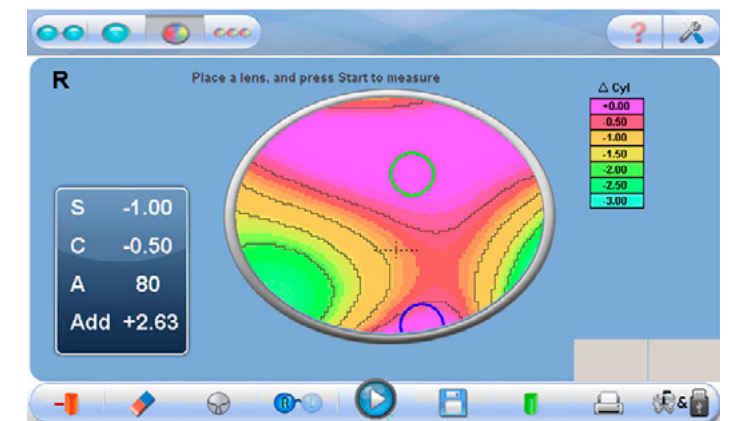 ?
R
Place a lens, and press Start to measure
Δ Cyl
+0.00
-0.50
-1.00
-1.50
-2.00
-2.50
-3.00
S -1.00
C -0.50
A 80
Add +2.63
R L
&